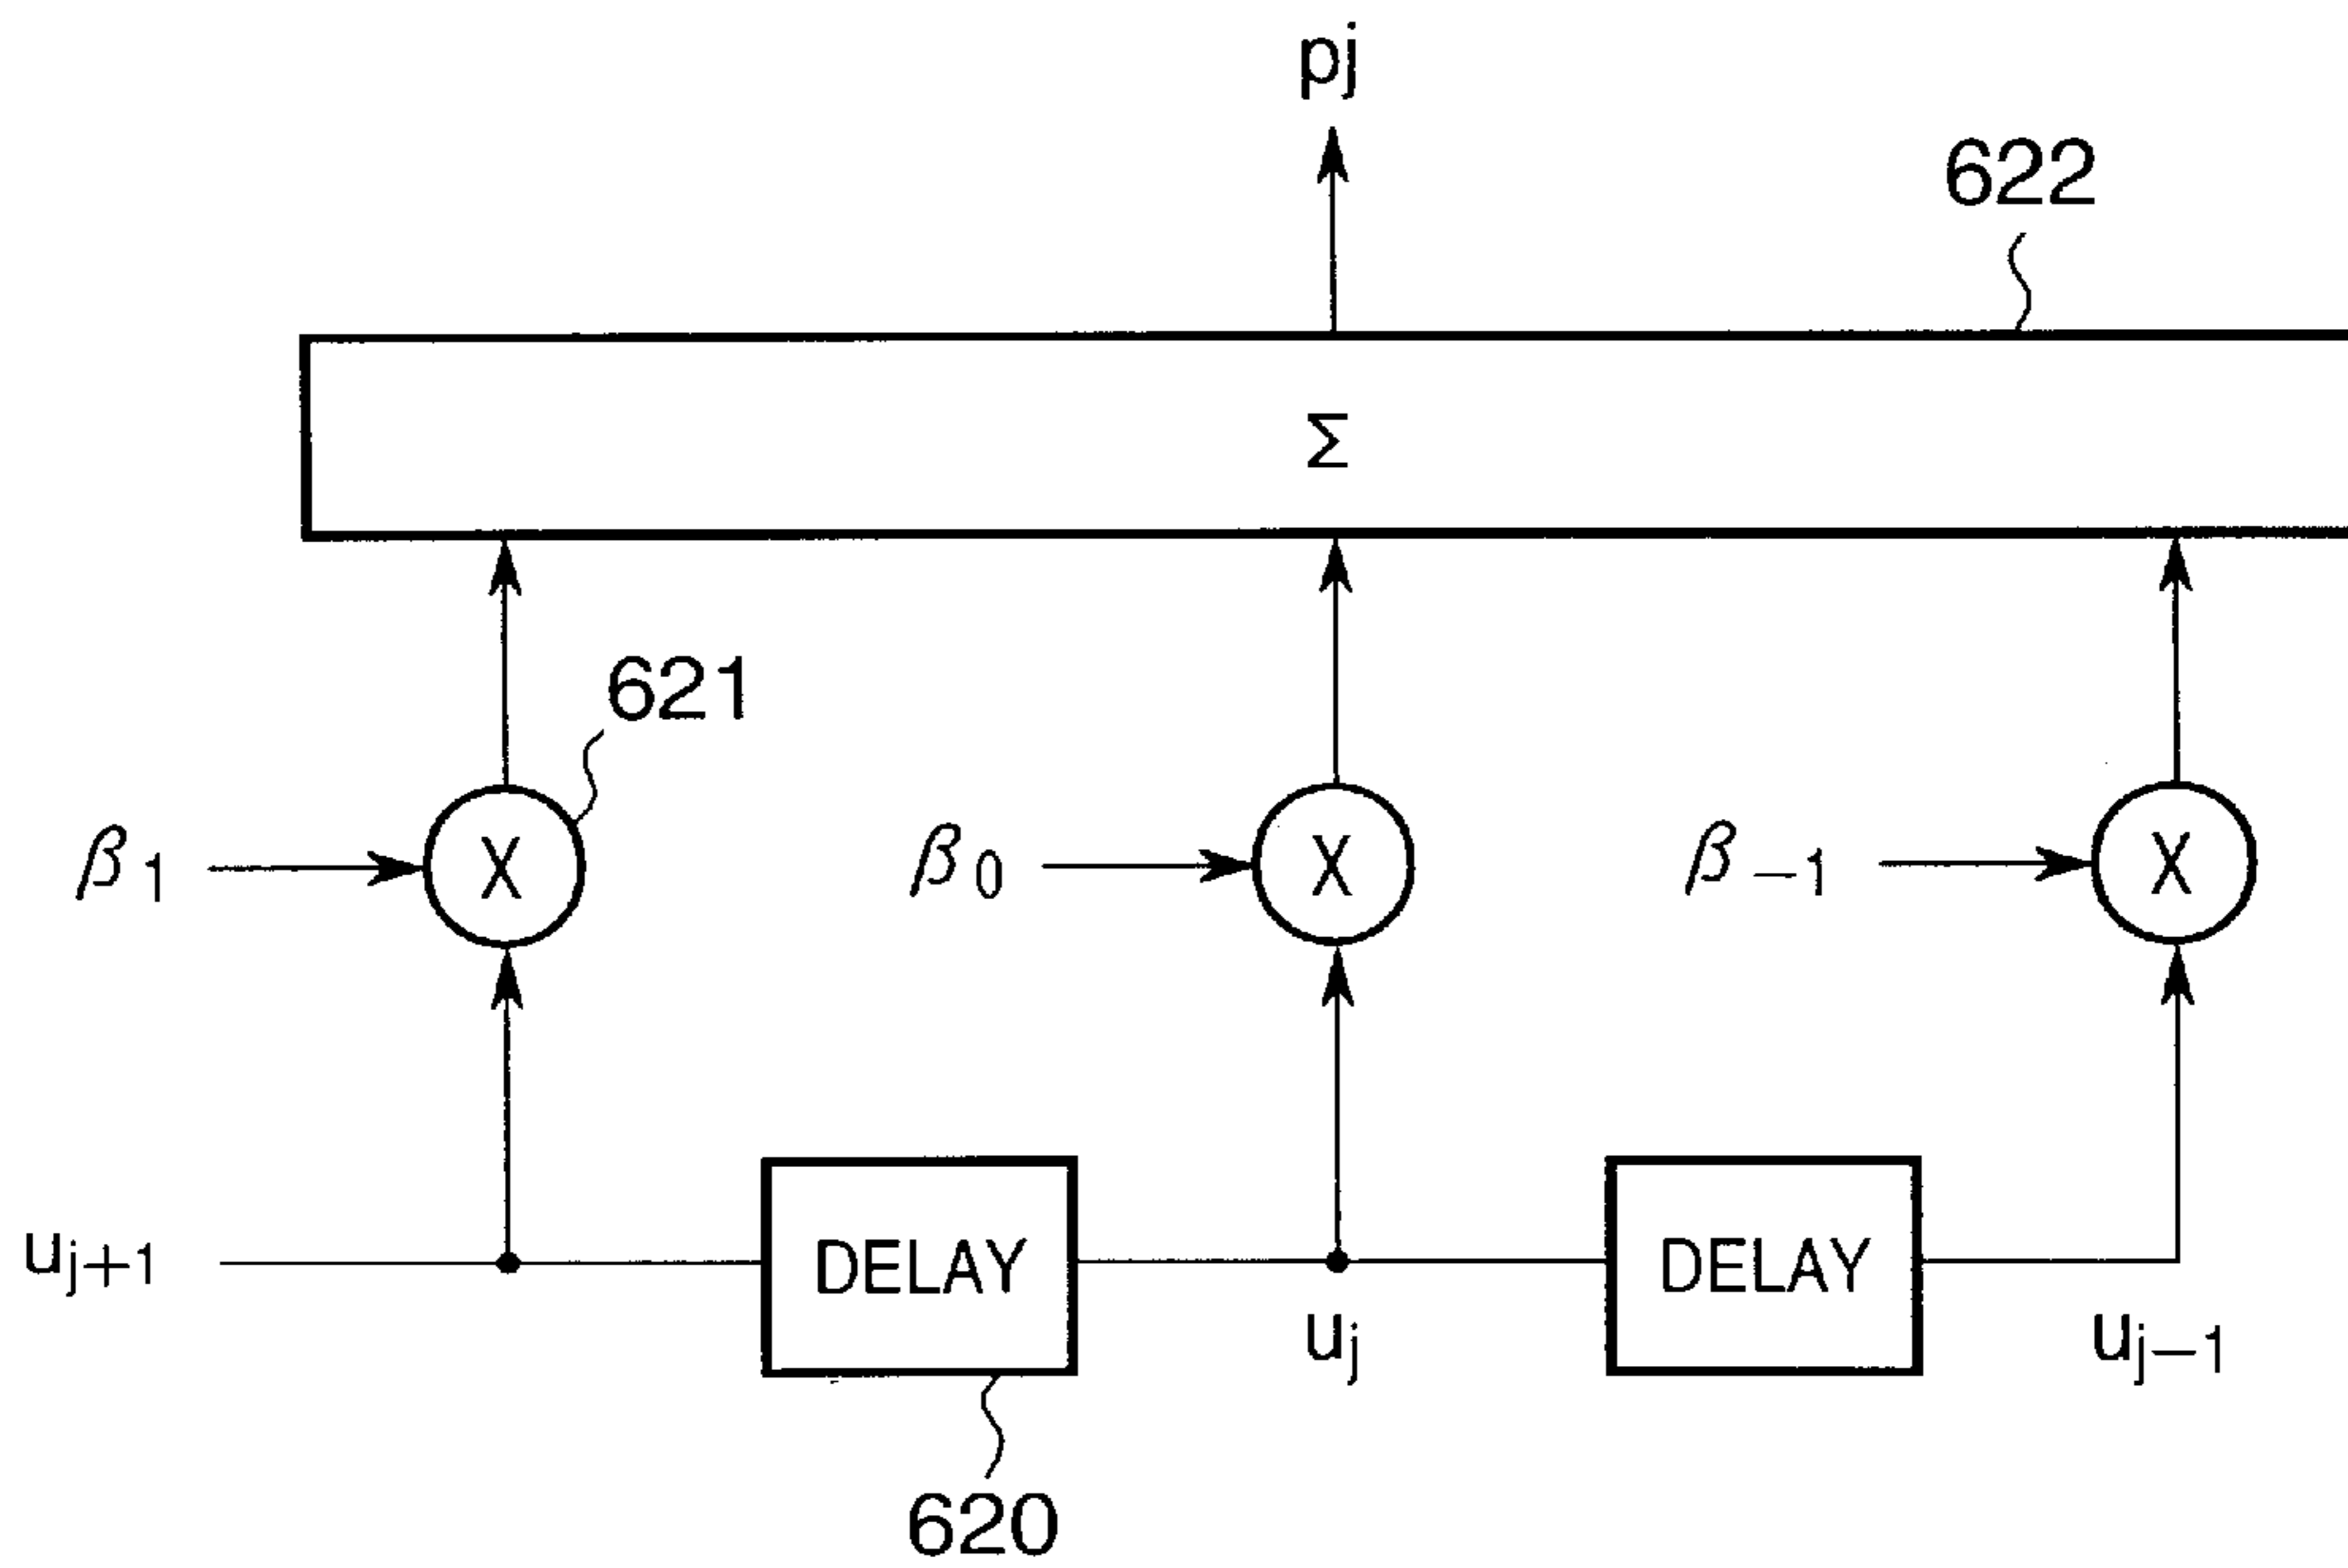 pj
622
Σ
621
β1 X β0 X β−1 X
uj+1 DELAY DELAY
uj uj−1
620